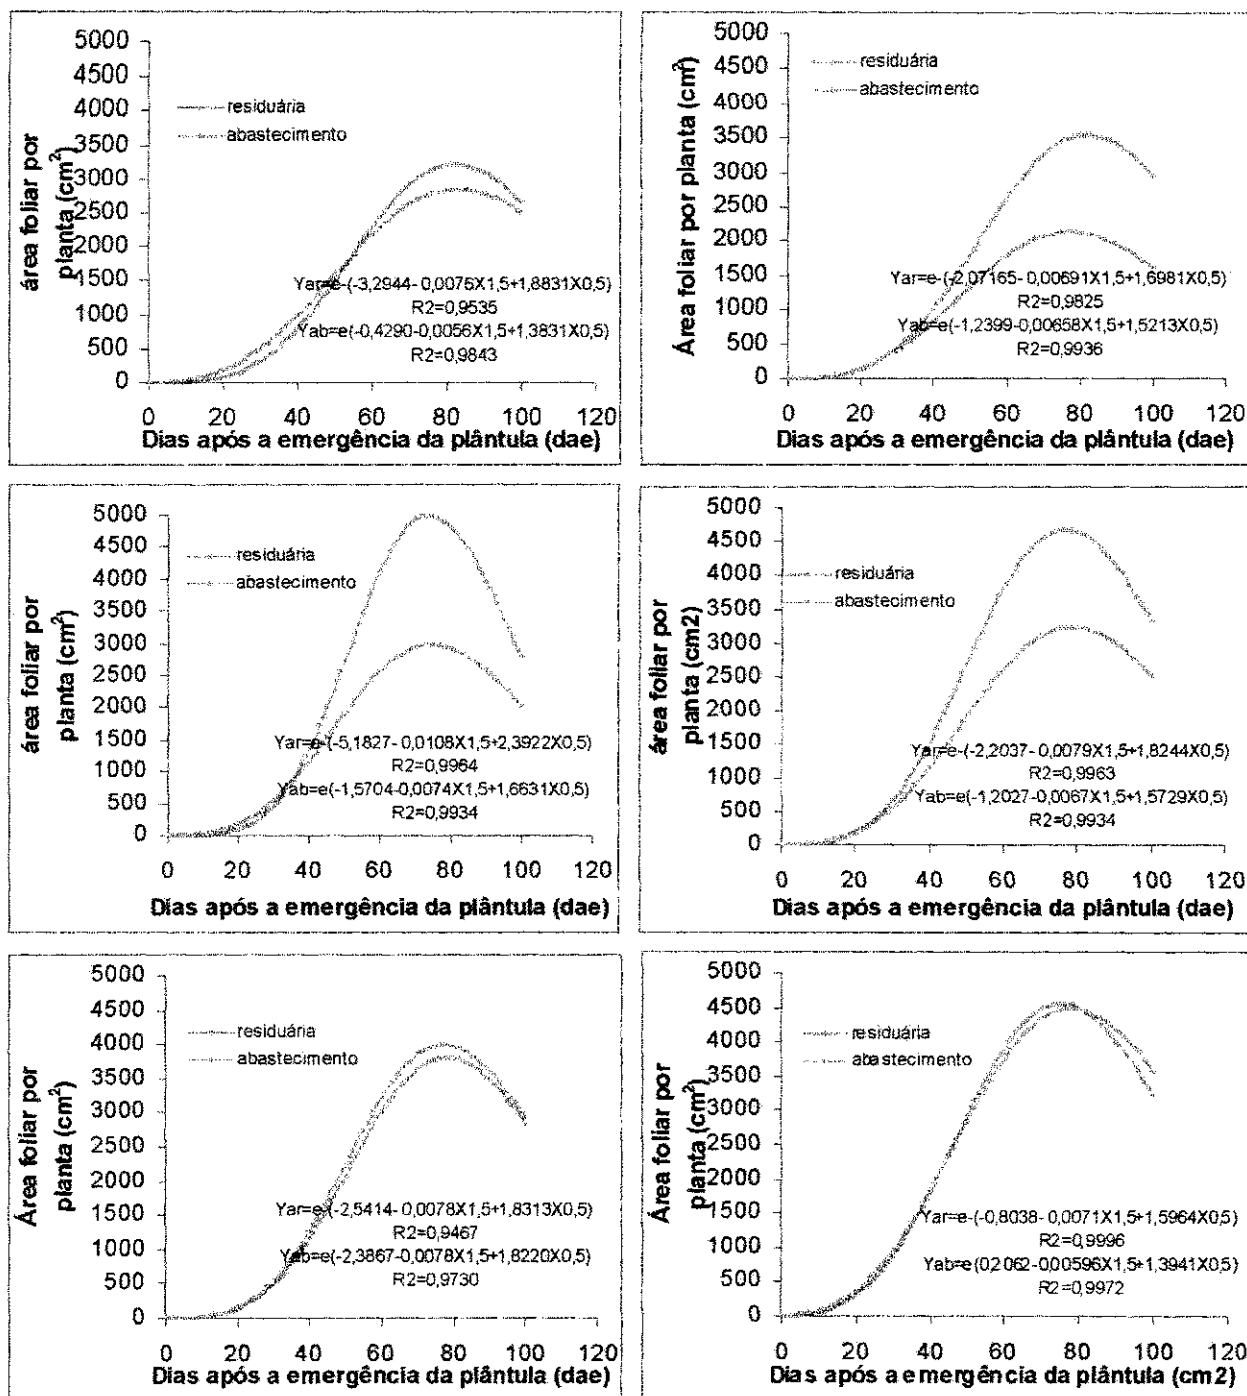 5000
4500
4000
3500
3000
2500
2000
1500
1000
500
0
área foliar por
planta (cm²)
residuária
abastecimento
Yar=e-(-3,2944- 0,0076X1,5+1,8831X0,5)
R2=0,9535
Yab=e(-0,4290-0,0056X1,5+1,3831X0,5)
R2=0,9843
0 20 40 60 80 100 120
Dias após a emergência da plântula (dae)
5000
4500
4000
3500
3000
2500
2000
1500
1000
500
0
Área foliar por planta (cm²)
residuária
abastecimento
Yar=e-(-2,07165- 0,00691X1,5+1,6981X0,5)
R2=0,9825
Yab=e(-1,2399-0,00658X1,5+1,5213X0,5)
R2=0,9936
0 20 40 60 80 100 120
Dias após a emergência da plântula (dae)
5000
4500
4000
3500
3000
2500
2000
1500
1000
500
0
área foliar por
planta (cm²)
residuária
abastecimento
Yar=e-(-5,1827- 0,0108X1,5+2,3922X0,5)
R2=0,9964
Yab=e(-1,5704-0,0074X1,5+1,6631X0,5)
R2=0,9934
0 20 40 60 80 100 120
Dias após a emergência da plântula (dae)
5000
4500
4000
3500
3000
2500
2000
1500
1000
500
0
área foliar por
planta (cm2)
residuária
abastecimento
Yar=e-(-2,2037- 0,0079X1,5+1,8244X0,5)
R2=0,9963
Yab=e(-1,2027-0,0067X1,5+1,5729X0,5)
R2=0,9934
0 20 40 60 80 100 120
Dias após a emergência da plântula (dae)
5000
4500
4000
3500
3000
2500
2000
1500
1000
500
0
Área foliar por
planta (cm²)
residuária
abastecimento
Yar=e-(-2,5414- 0,0078X1,5+1,8313X0,5)
R2=0,9467
Yab=e(-2,3867-0,0078X1,5+1,8220X0,5)
R2=0,9730
0 20 40 60 80 100 120
Dias após a emergência da plântula (dae)
5000
4500
4000
3500
3000
2500
2000
1500
1000
500
0
Área foliar por
planta (cm²)
residuária
abastecimento
Yar=e-(-0,8038- 0,0071X1,5+1,5964X0,5)
R2=0,9996
Yab=e(0,2062-0,00596X1,5+1,3941X0,5)
R2=0,9972
0 20 40 60 80 100 120
Dias após a emergência da plântula (cm2)